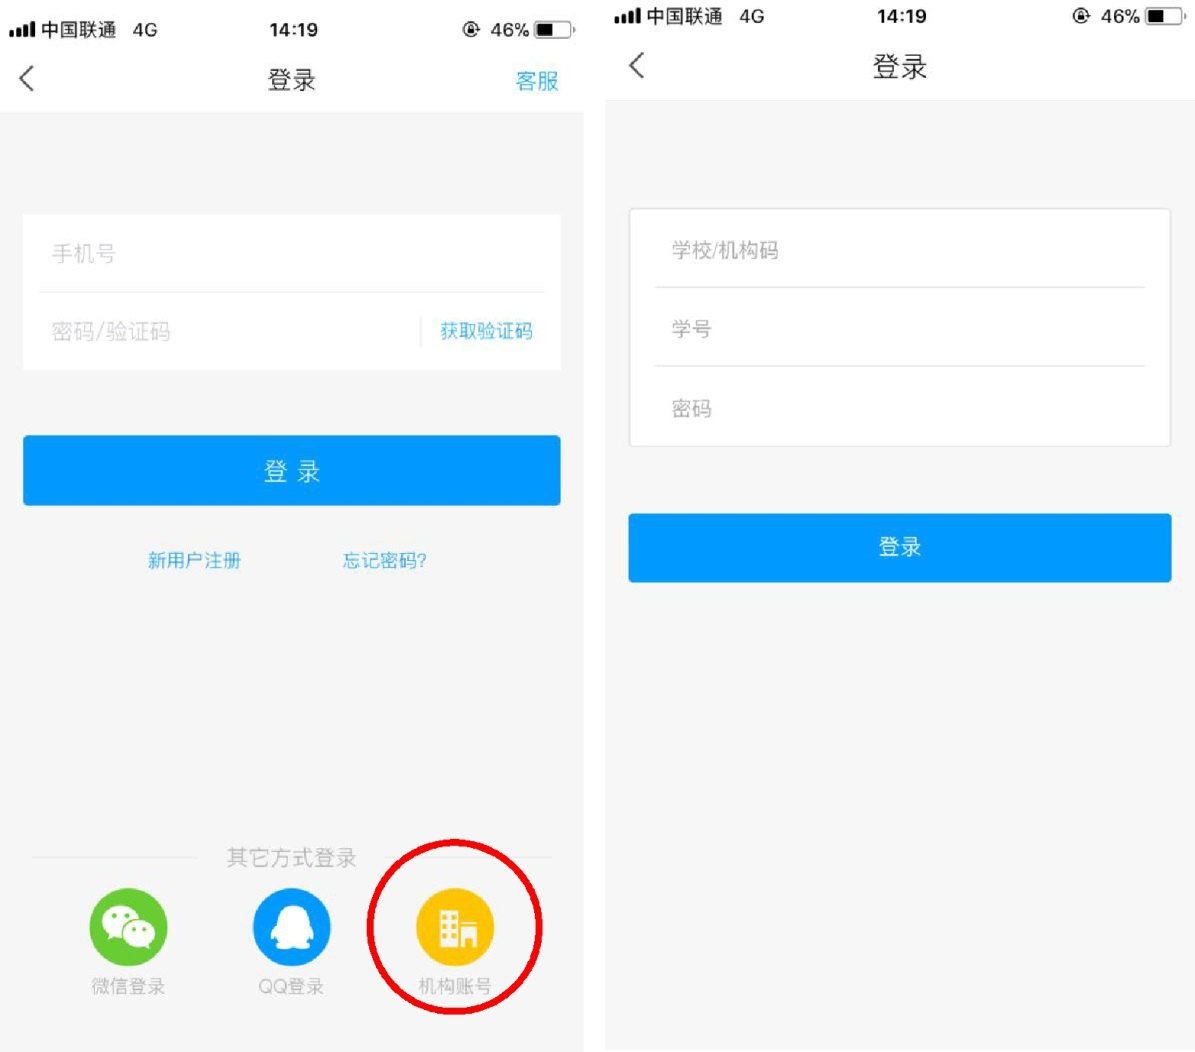 中国联通 4G 14:19 46%
登录 客服
手机号
密码/验证码 获取验证码
登 录
新用户注册 忘记密码?
其它方式登录
微信登录 QQ登录 机构账号
中国联通 4G 14:19 46%
登录
学校/机构码
学号
密码
登录